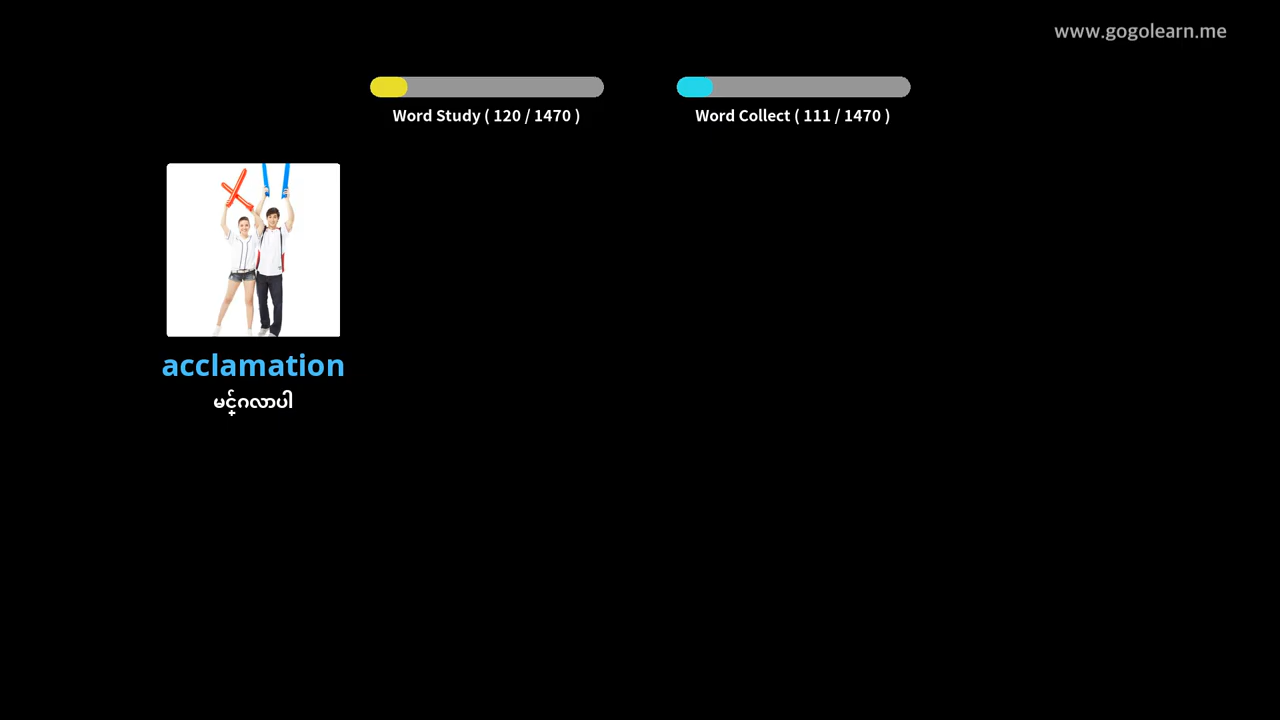 www.gogolearn.me
Word Study ( 120 / 1470 )
Word Collect ( 111 / 1470 )
acclamation
မင်္ဂလာပါ